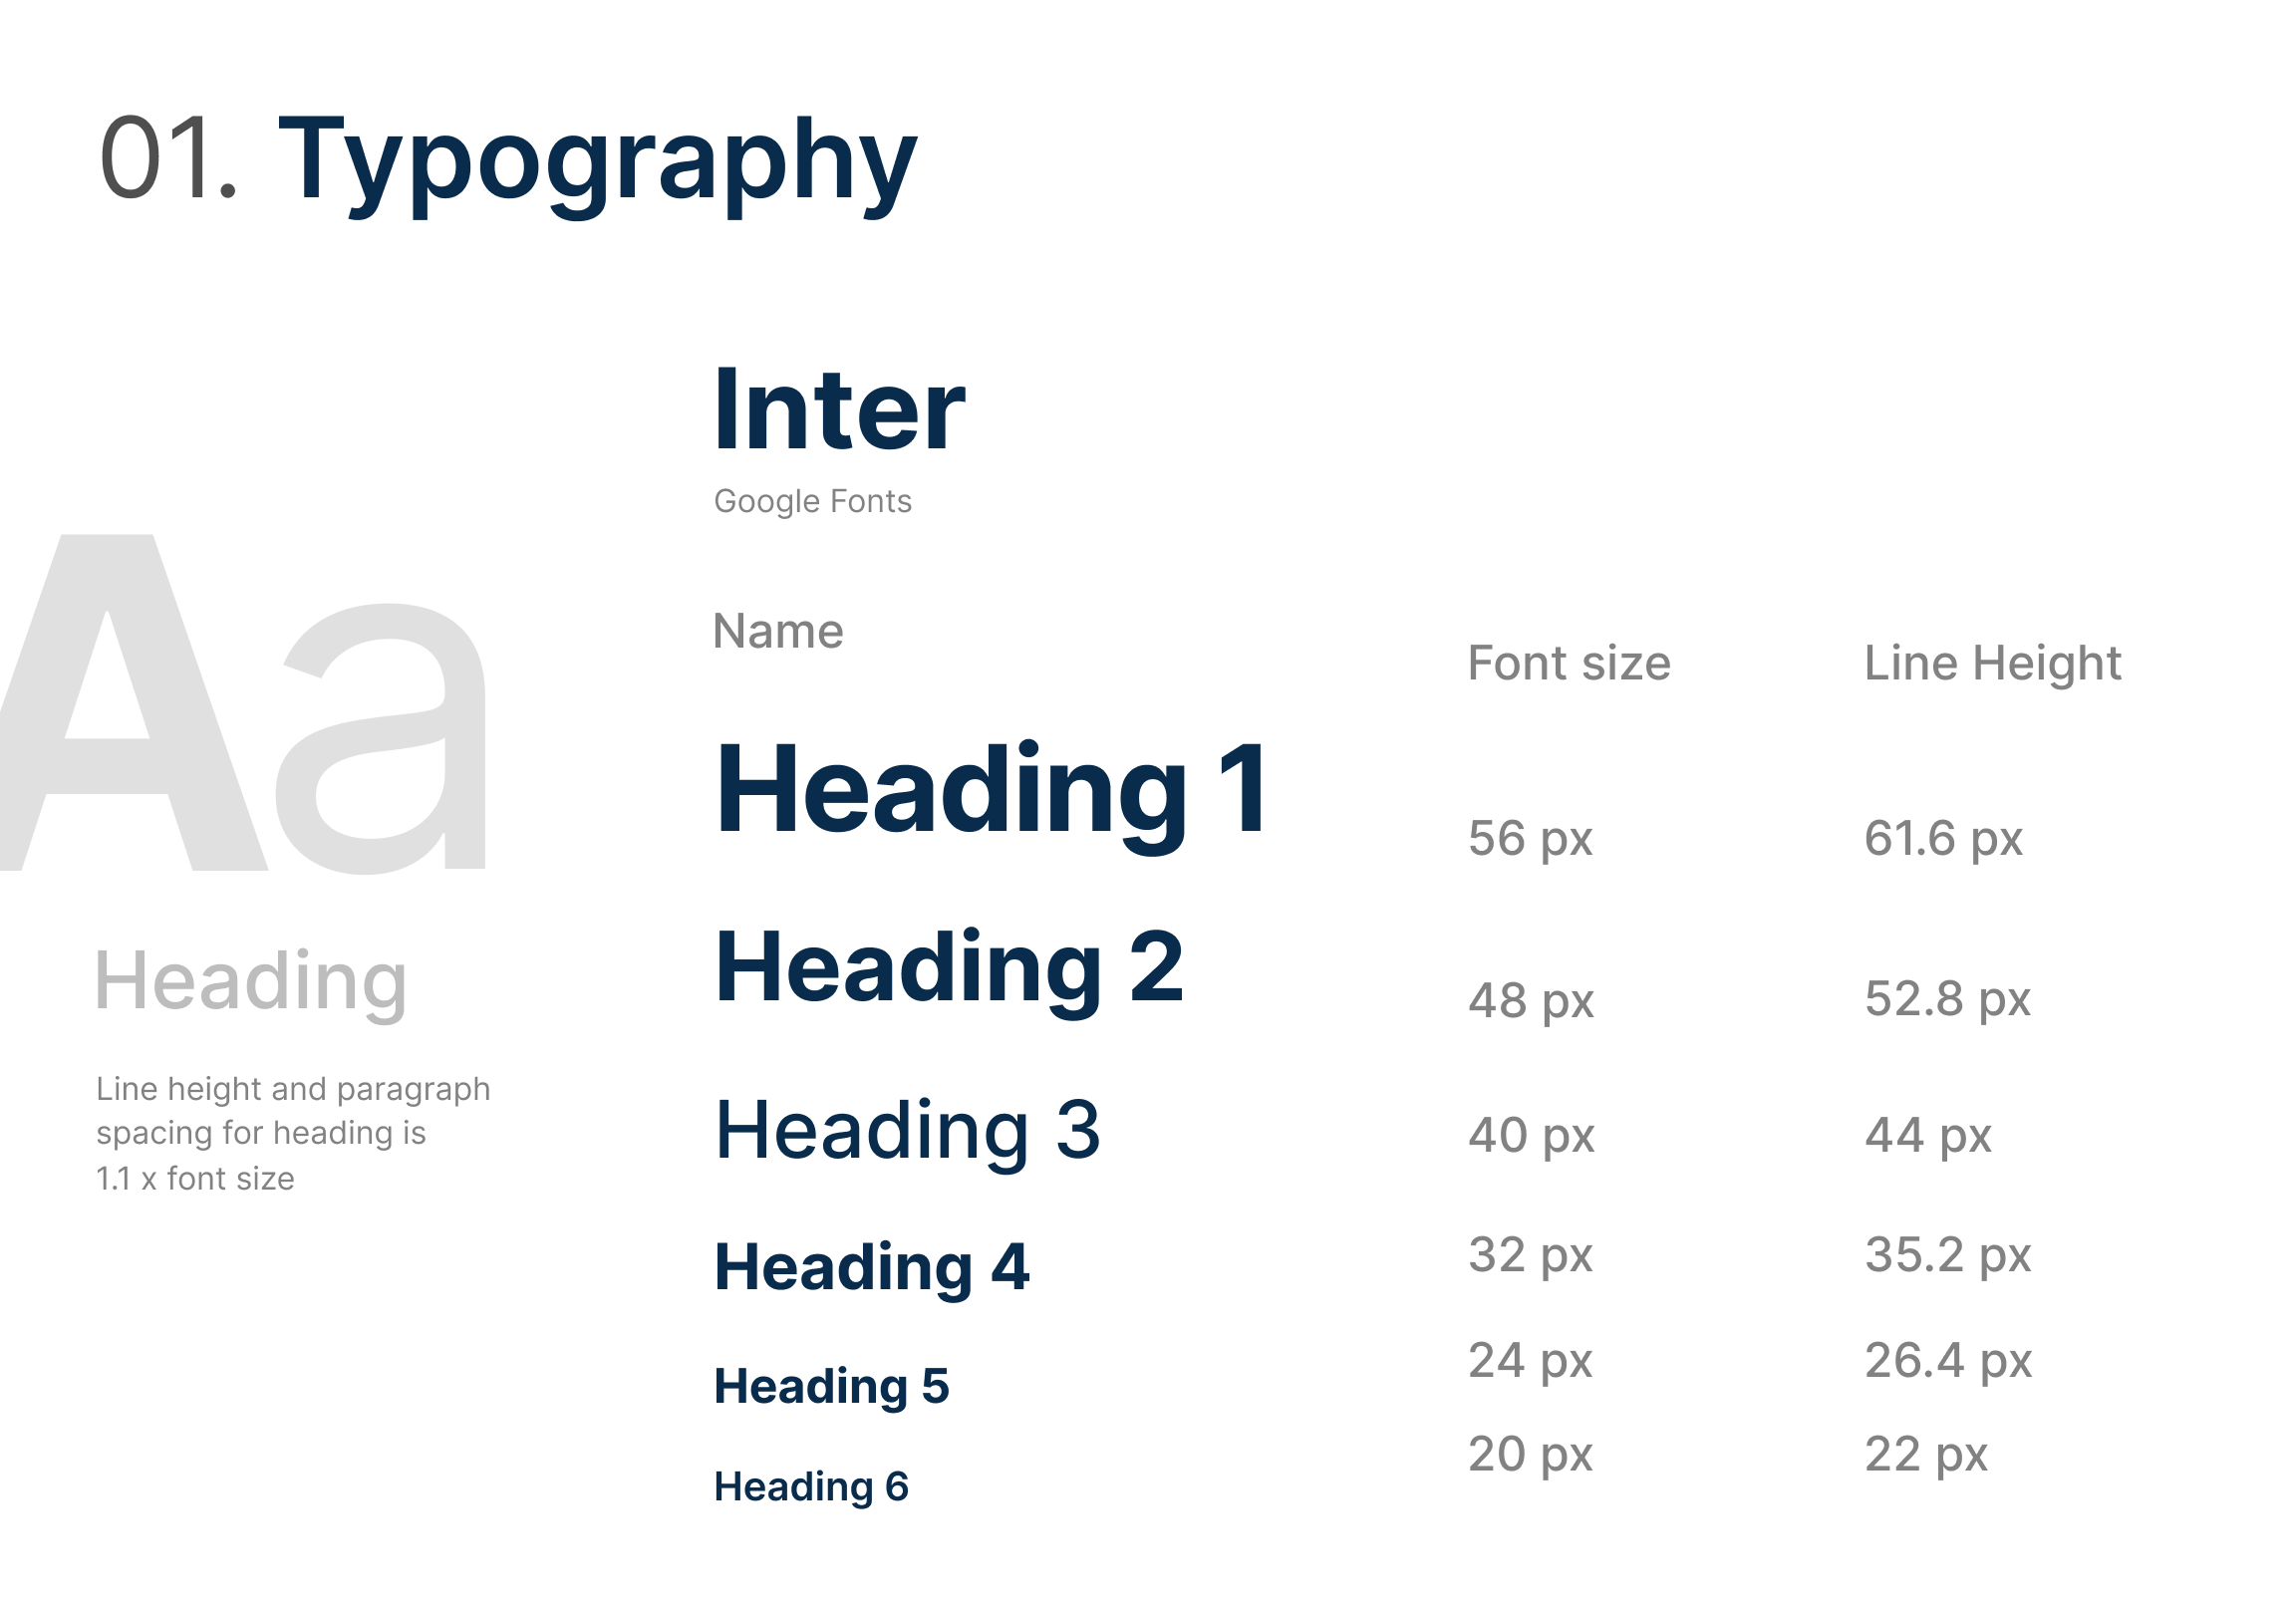 01. Typography
Inter
Google Fonts
Aa
Heading
Line height and paragraph
spacing for heading is
1.1 x font size
Name
Font size
Line Height
Heading 1
56 px
61.6 px
Heading 2
48 px
52.8 px
Heading 3
40 px
44 px
Heading 4
32 px
35.2 px
Heading 5
24 px
26.4 px
Heading 6
20 px
22 px